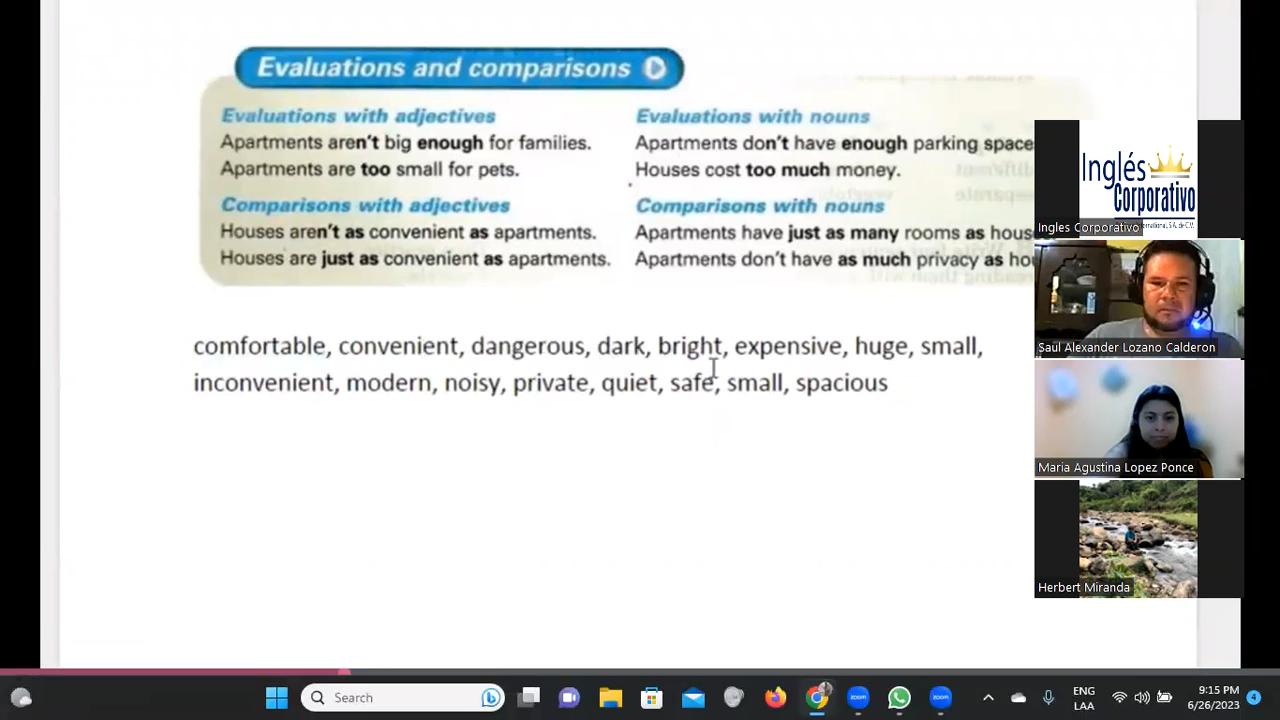 Evaluations and comparisons
Evaluations with adjectives
Apartments aren't big enough for families.
Apartments are too small for pets.
Comparisons with adjectives
Houses aren't as convenient as apartments.
Houses are just as convenient as apartments.
Evaluations with nouns
Apartments don't have enough parking space
Houses cost too much money.
Comparisons with nouns
Apartments have just as many rooms as hous
Apartments don't have as much privacy as ho
comfortable, convenient, dangerous, dark, bright, expensive, huge, small,
inconvenient, modern, noisy, private, quiet, safe, small, spacious
Inglés
Corporativo
Ingles Corporativo
Saul Alexander Lozano Calderon
Maria Agustina Lopez Ponce
Herbert Miranda
Search
ENG
LAA
9:15 PM
6/26/2023
4